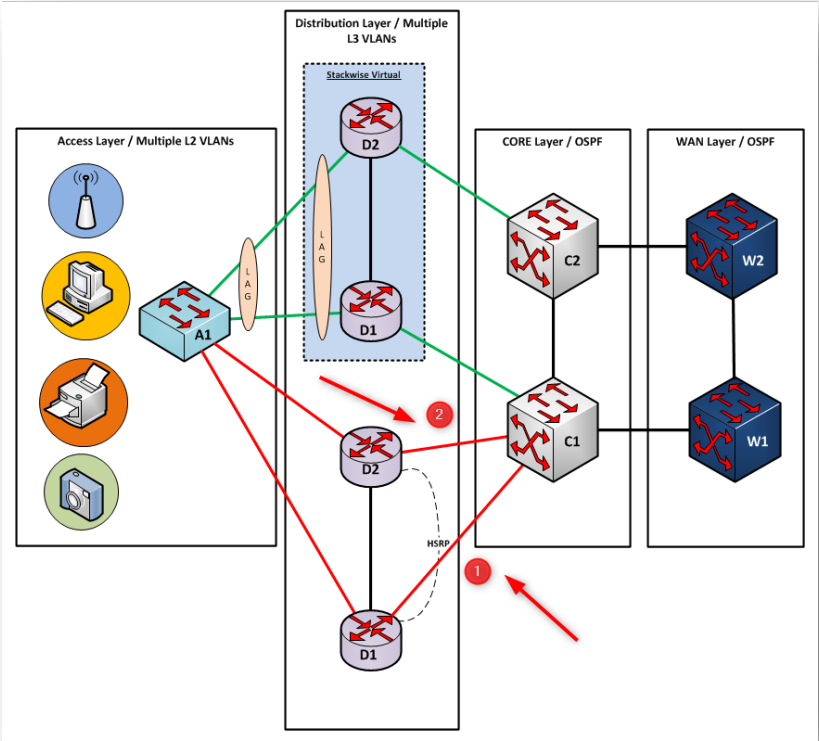 Distribution Layer / Multiple
L3 VLANs
Stackwise Virtual
D2
Access Layer / Multiple L2 VLANs
CORE Layer / OSPF
WAN Layer / OSPF
L
A
G
L
A
G
C2
W2
D1
A1
2
D2
C1
W1
HSRP
1
D1